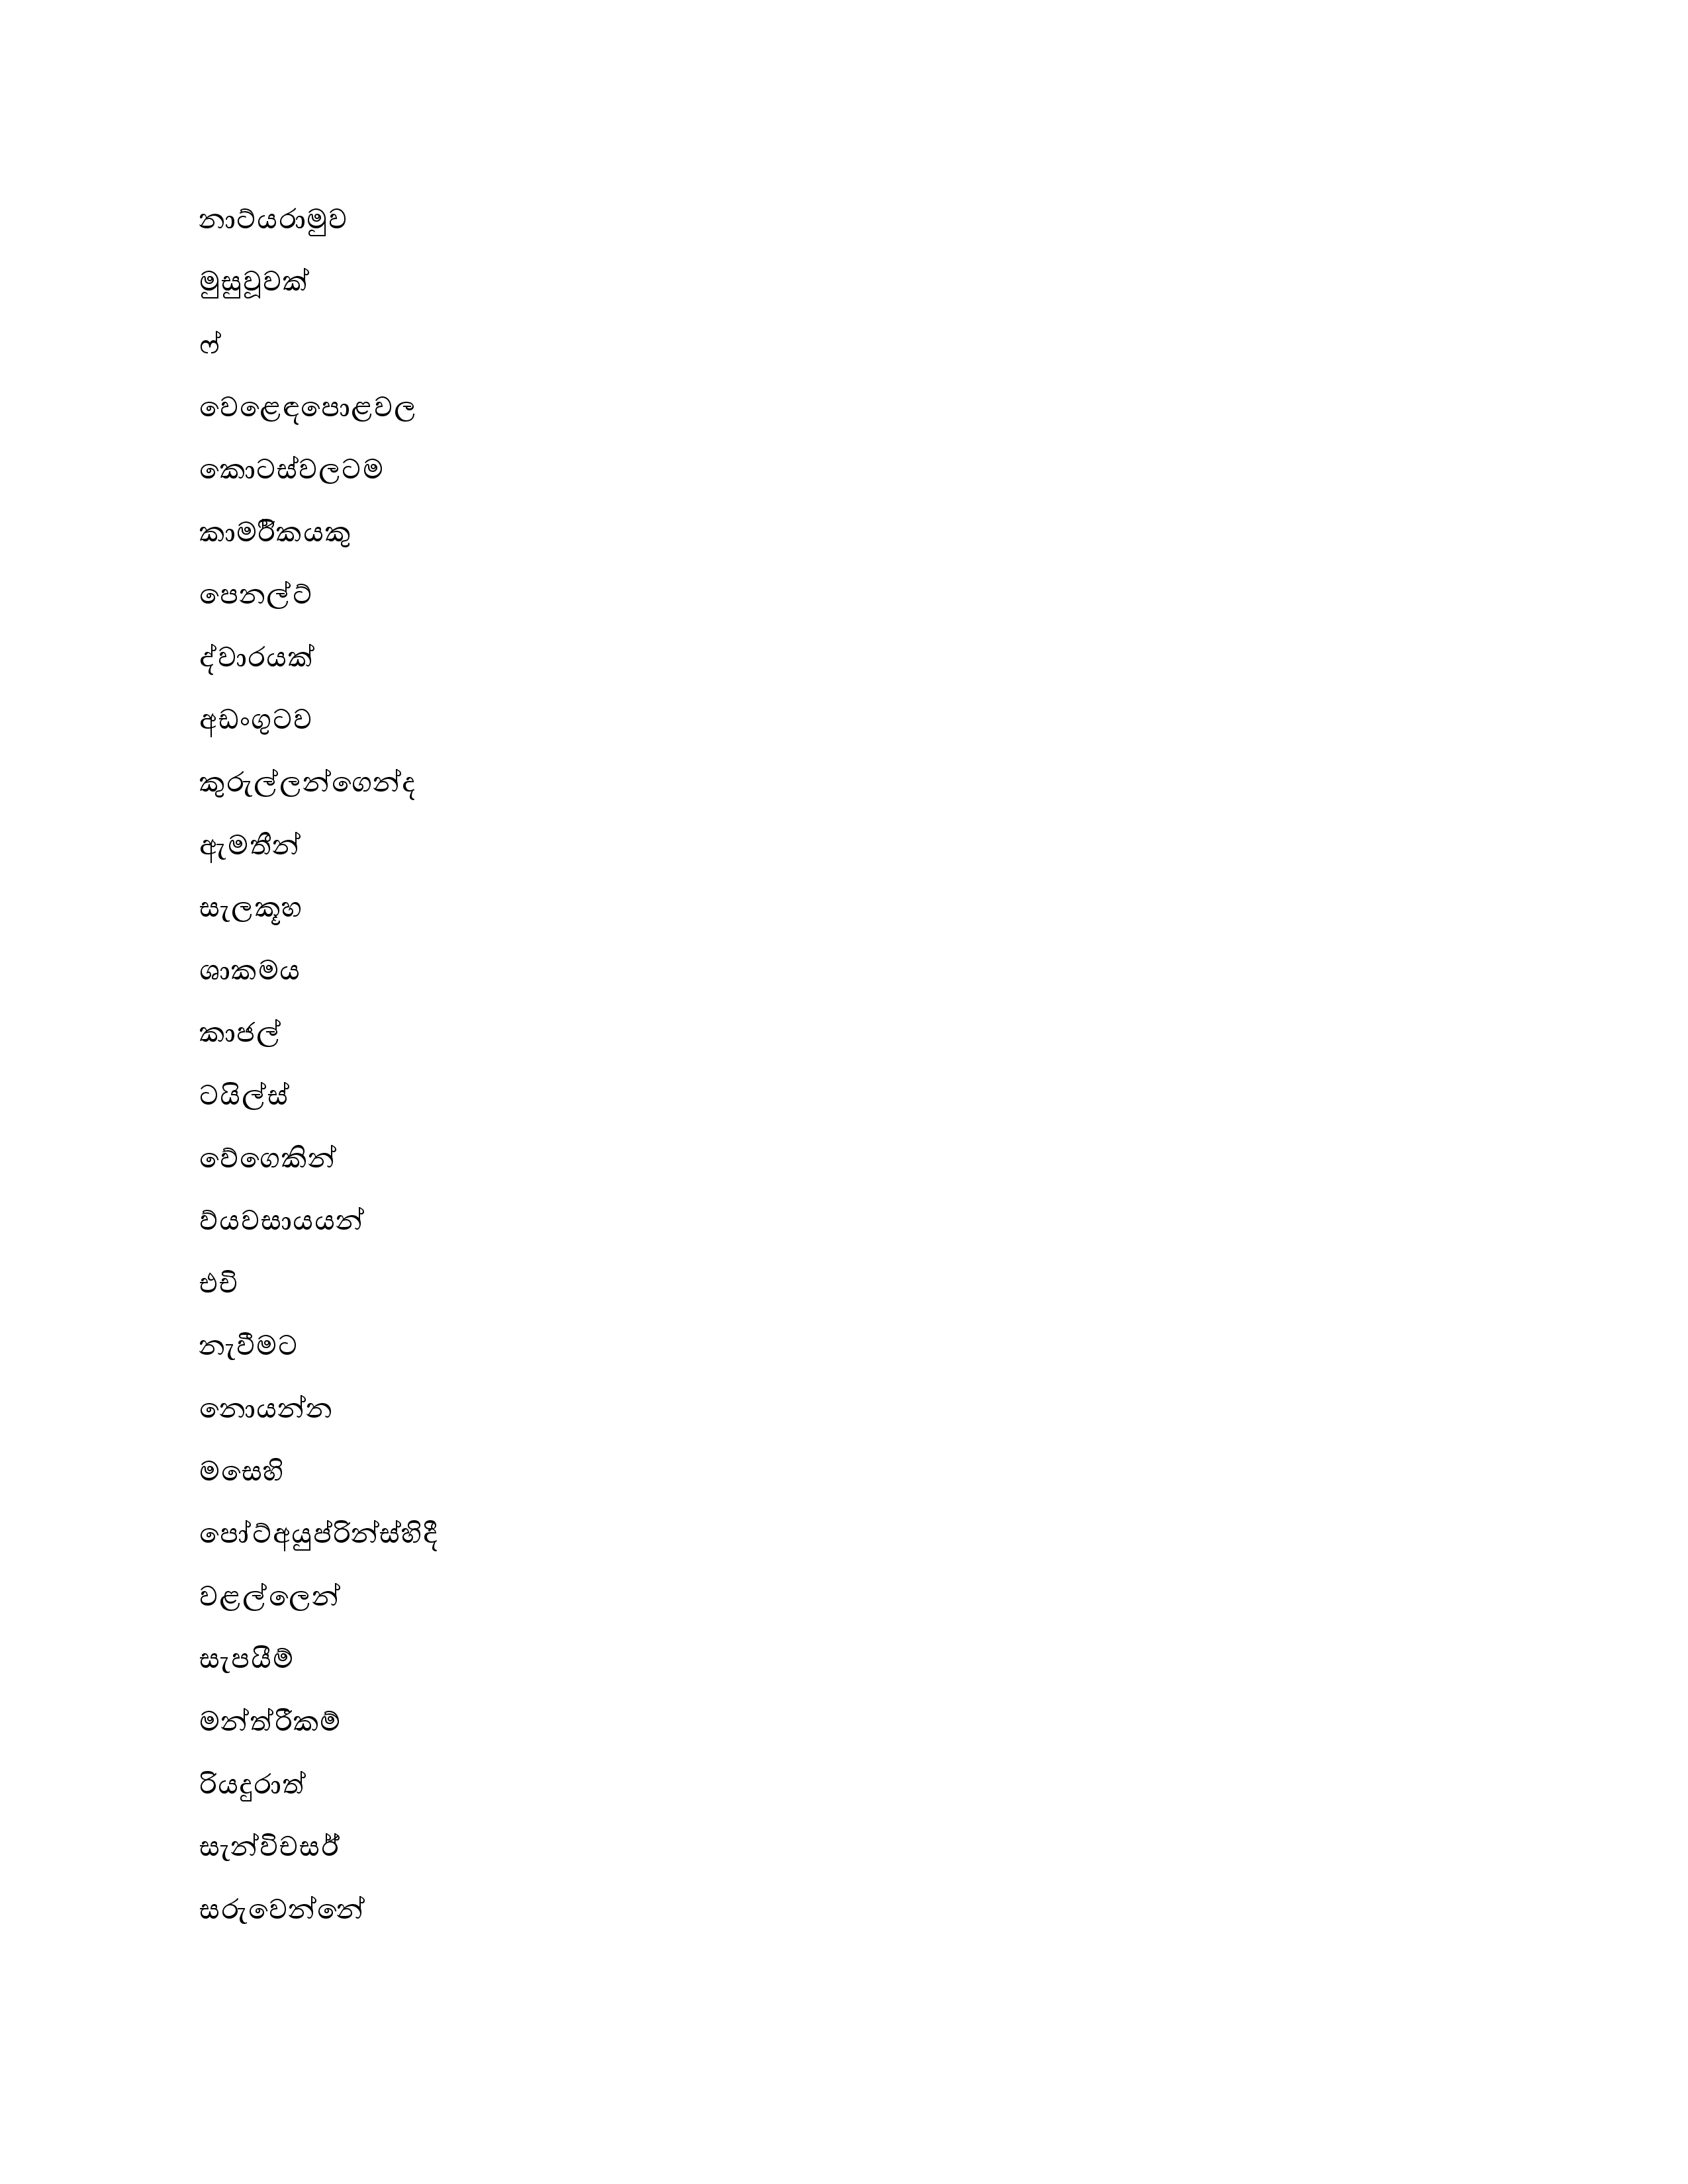 නාට්යරාමුව
මුසුවූවක්
ෆ්
වෙළෙඳපොළවල
කොටස්වලටම
කාමරිකයකු
පෙනල්ට්
ද්වාරයක්
අඩංගුටව
කුරුල්ලන්ගෙන්ද
ඇමතීන්
සැලකූහ
ශාකමය
කාජල්
ටයිල්ස්
වේගෙකින්
ව්යවසායයන්
එච්
නැවීමට
නොයන්න
මසෙහි
පෝට්අයුප්රින්ස්හිදී
වළල්ලෙන්
සැපයීම්
මන්ත්රීකම්
රියදුරාත්
සැන්විචසර්
සරුවෙන්නේ